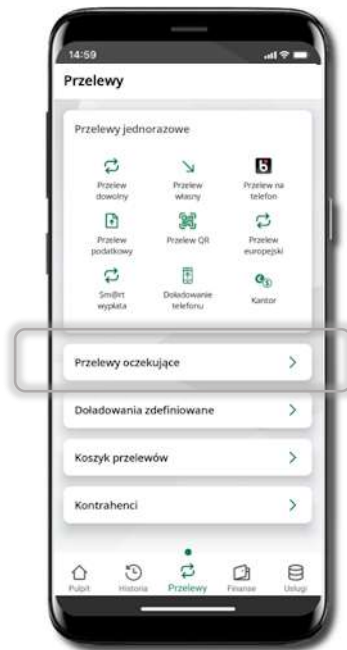 14:59
Przelewy
Przelewy jednorazowe
Przelew
dowolny
Przelew
własny
Przelew na
telefon
Przelew
podatkowy
Przelew QR
Przelew
europejski
Sm@rt
wypłata
Doładowanie
telefonu
Kantor
Przelewy oczekujące
Doładowania zdefiniowane
Koszyk przelewów
Kontrahenci
Pulpit
Historia
Przelewy
Finanse
Usługi